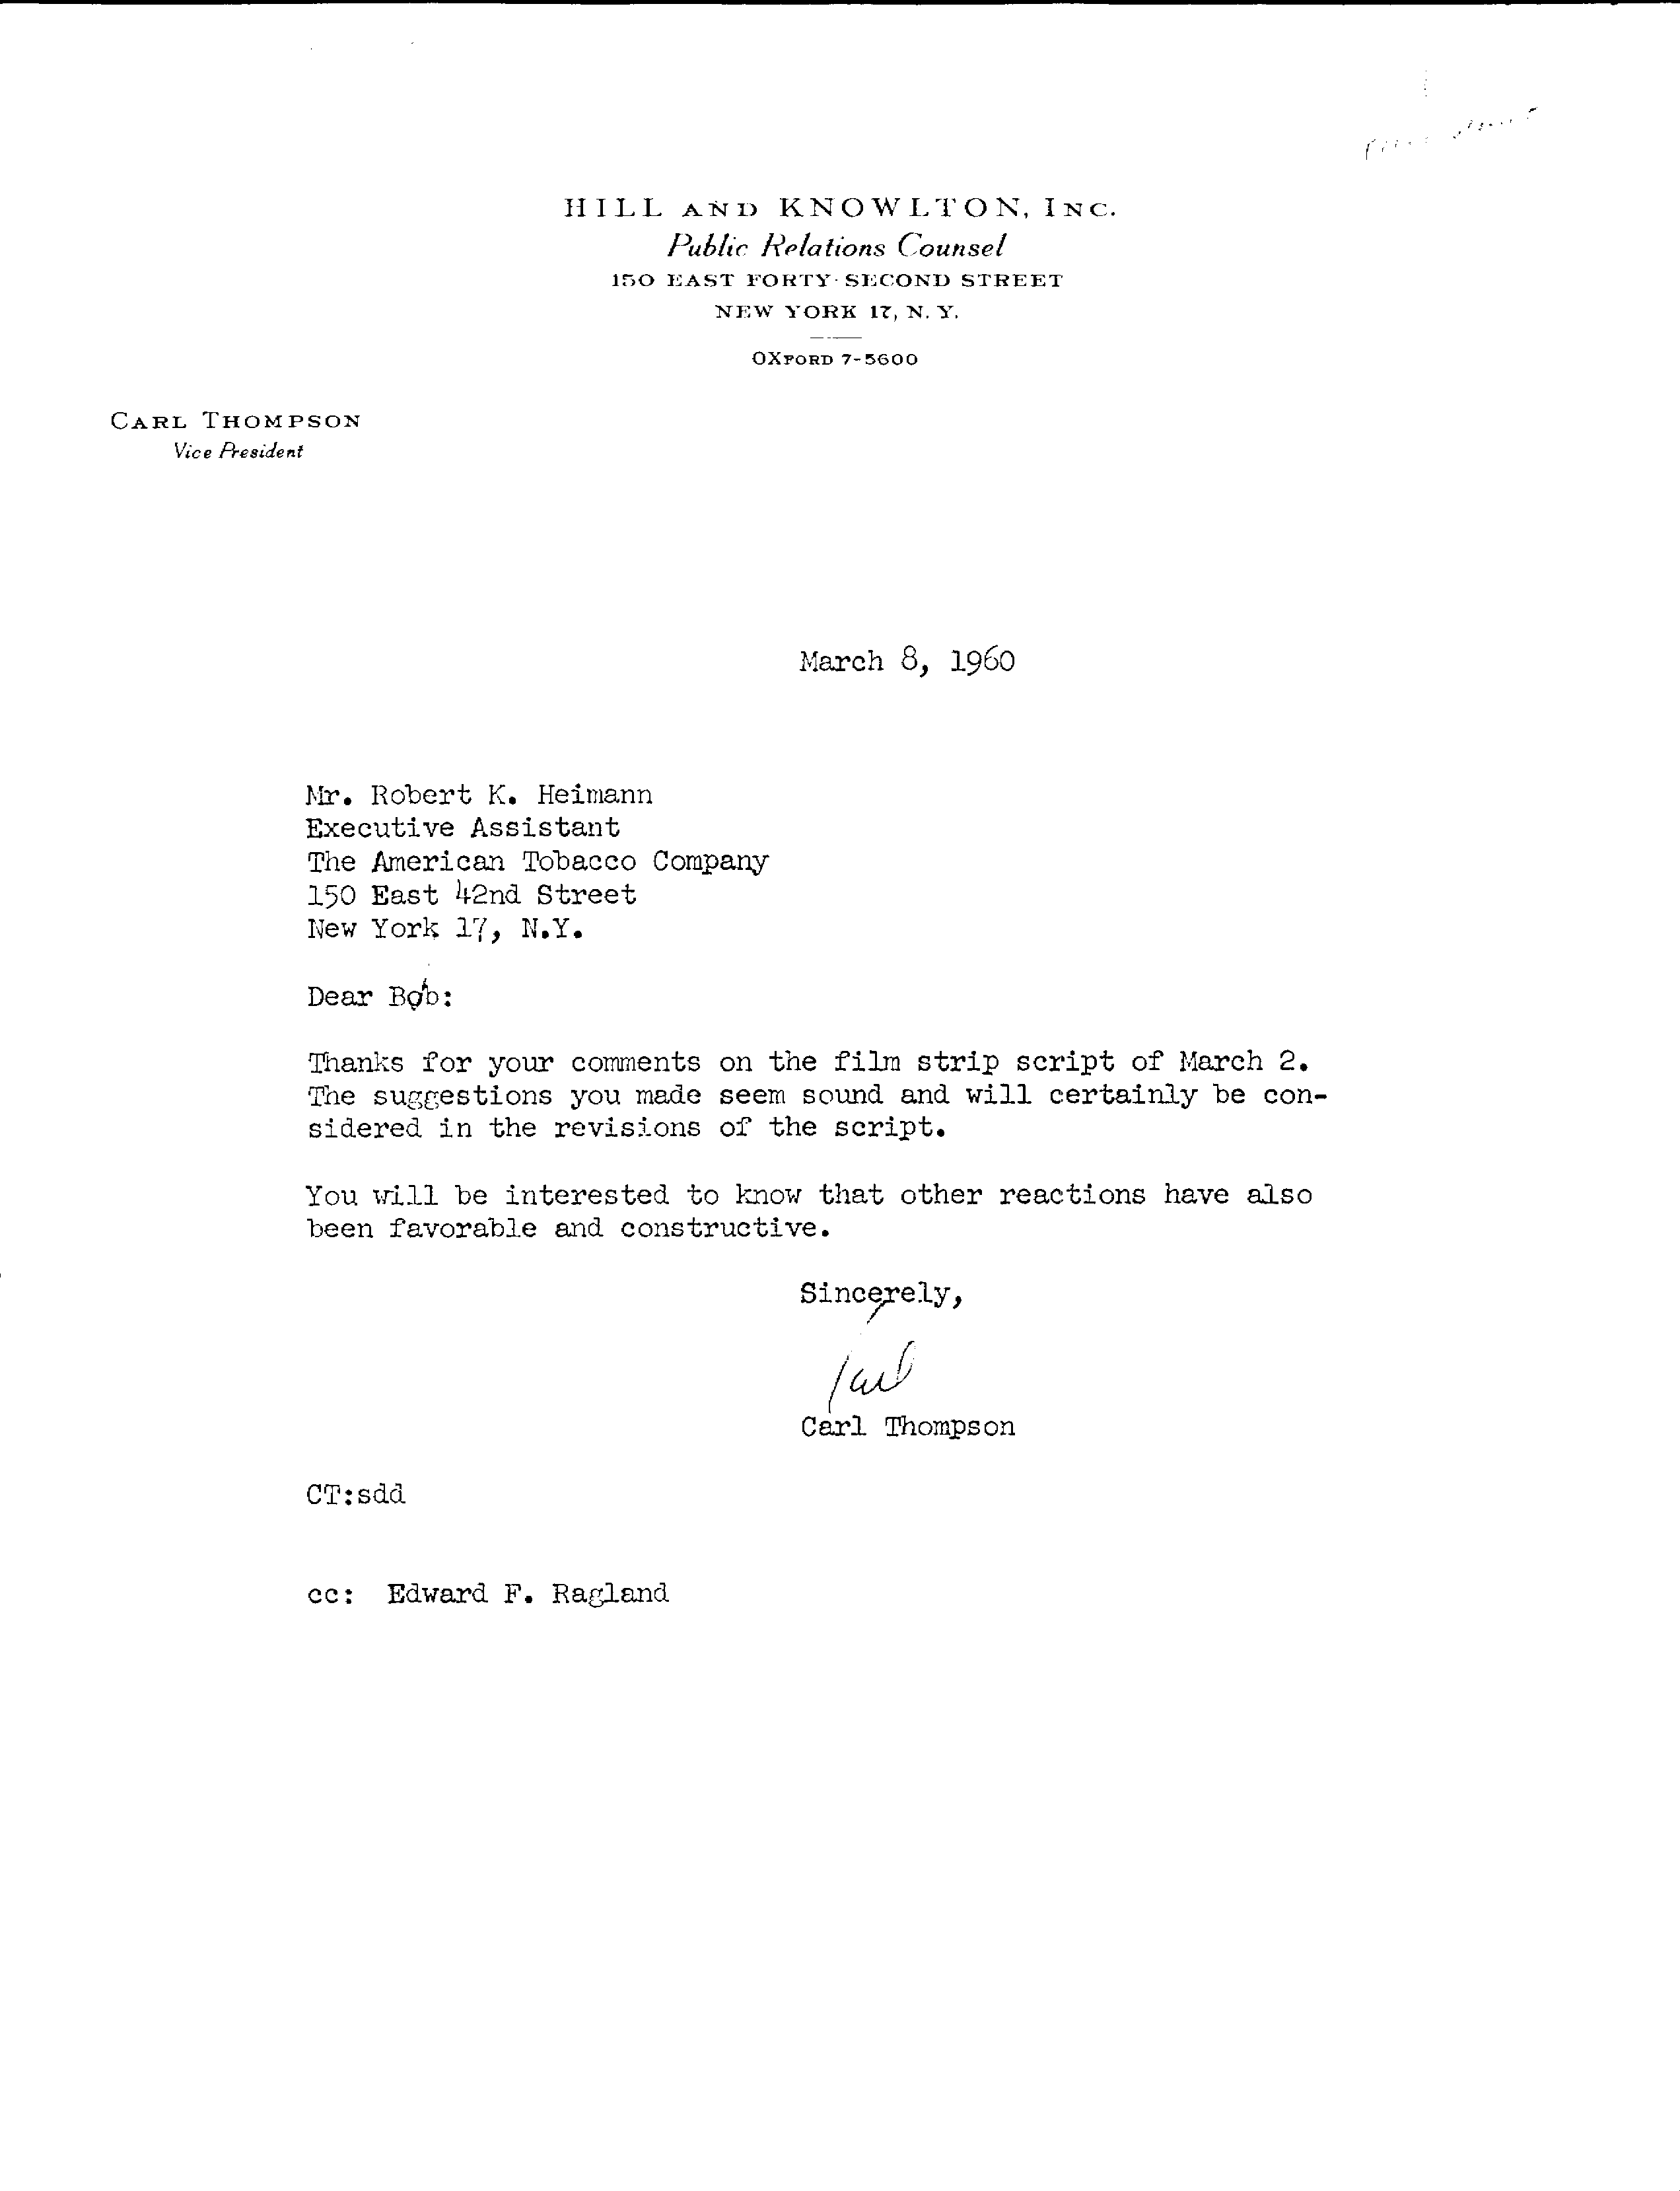 HILL AND KNOWLTON, INC.
Public Relations Counsel
150 EAST FORTY-SECOND STREET
NEW YORK 17, N. Y.
OXFORD 7-5600
CARL THOMPSON
Vice President
March 8, 1960
Mr. Robert K. Heimann
Executive Assistant
The American Tobacco Company
150 East 42nd Street
New York 17, N.Y.
Dear Bob:
Thanks for your comments on the film strip script of March 2.
The suggestions you made seem sound and will certainly be con-
sidered in the revisions of the script.
You will be interested to know that other reactions have also
been favorable and constructive.
Sincerely,
Carl
Carl Thompson
CT:sdd
cc: Edward F. Ragland